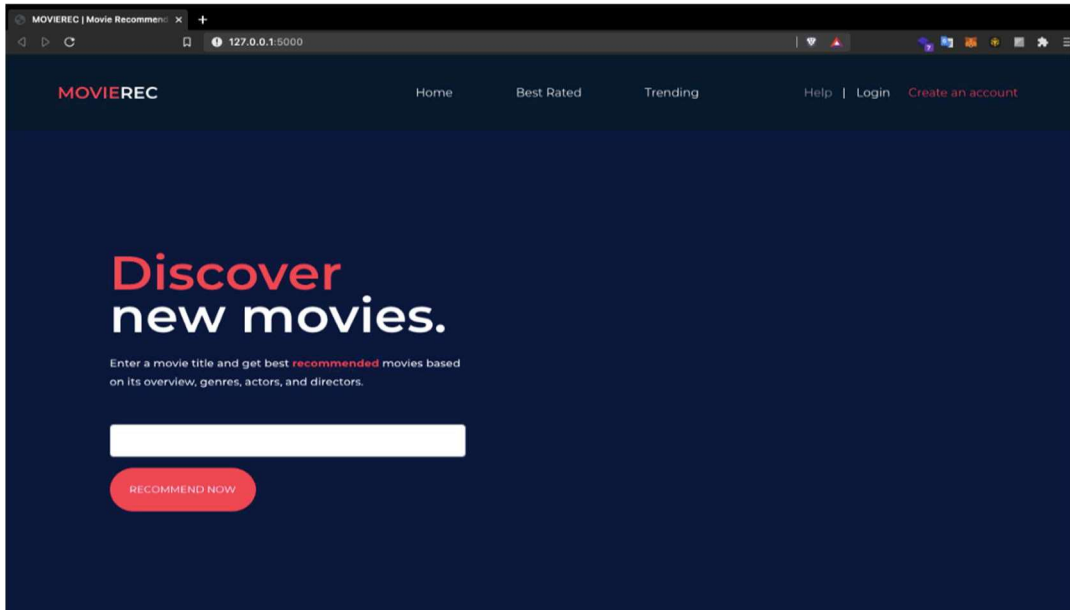 MOVIEREC | Movie Recommend
127.0.0.1:5000
7
MOVIEREC
Home
Best Rated
Trending
Help | Login Create an account
Discover
new movies.
Enter a movie title and get best recommended movies based
on its overview, genres, actors, and directors.
RECOMMEND NOW